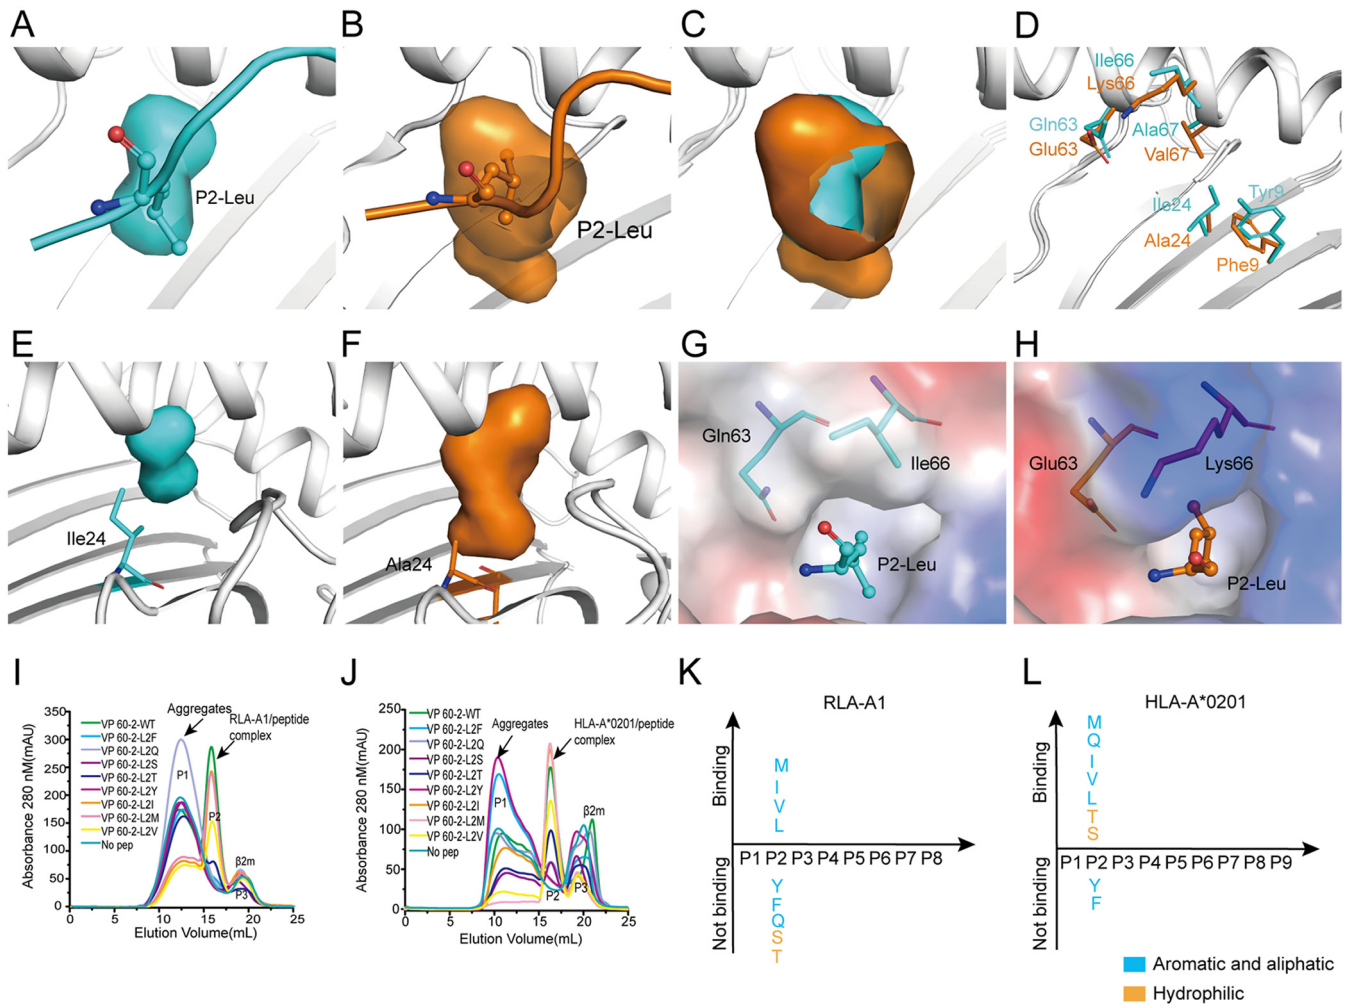 A
P2-Leu
B
P2-Leu
C
D
Ile66
Lys66
Gln63
Glu63
Ala67
Val67
Ile24
Ala24
Tyr9
Phe9
E
Ile24
F
Ala24
G
Gln63
Ile66
P2-Leu
H
Glu63
Lys66
P2-Leu
I
Absorbance 280 nM(mAU)
350
300
250
200
150
100
50
0
VP 60-2-WT
VP 60-2-L2F
VP 60-2-L2Q
VP 60-2-L2S
VP 60-2-L2T
VP 60-2-L2Y
VP 60-2-L2I
VP 60-2-L2M
VP 60-2-L2V
No pep
Aggregates
RLA-A1/peptide
complex
P1
P2
β2m
P3
0 5 10 15 20 25
Elution Volume(mL)
J
Absorbance 280 nM(mAU)
250
200
150
100
50
0
VP 60-2-WT
VP 60-2-L2F
VP 60-2-L2Q
VP 60-2-L2S
VP 60-2-L2T
VP 60-2-L2Y
VP 60-2-L2I
VP 60-2-L2M
VP 60-2-L2V
No pep
Aggregates
HLA-A*0201/peptide
complex
P1
β2m
P2
P3
0 5 10 15 20 25
Elution Volume(mL)
K
RLA-A1
Binding
Not binding
M
I
V
L
P1 P2 P3 P4 P5 P6 P7 P8
Y
F
Q
S
T
L
HLA-A*0201
Binding
Not binding
M
Q
I
V
L
T
S
P1 P2 P3 P4 P5 P6 P7 P8 P9
Y
F
Aromatic and aliphatic
Hydrophilic